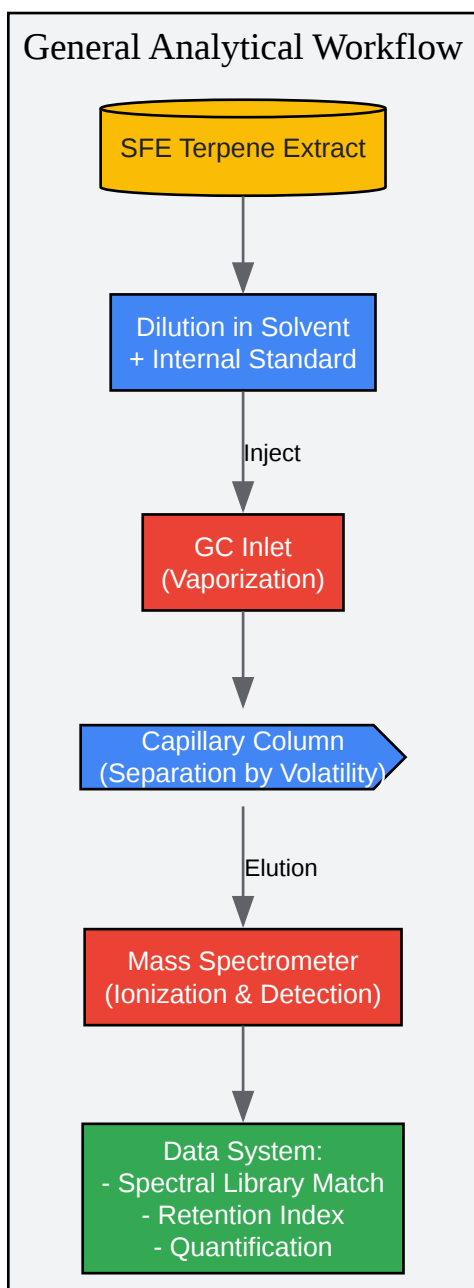 General Analytical Workflow
SFE Terpene Extract
Dilution in Solvent
+ Internal Standard
Inject
GC Inlet
(Vaporization)
Capillary Column
(Separation by Volatility)
Elution
Mass Spectrometer
(Ionization & Detection)
Data System:
- Spectral Library Match
- Retention Index
- Quantification